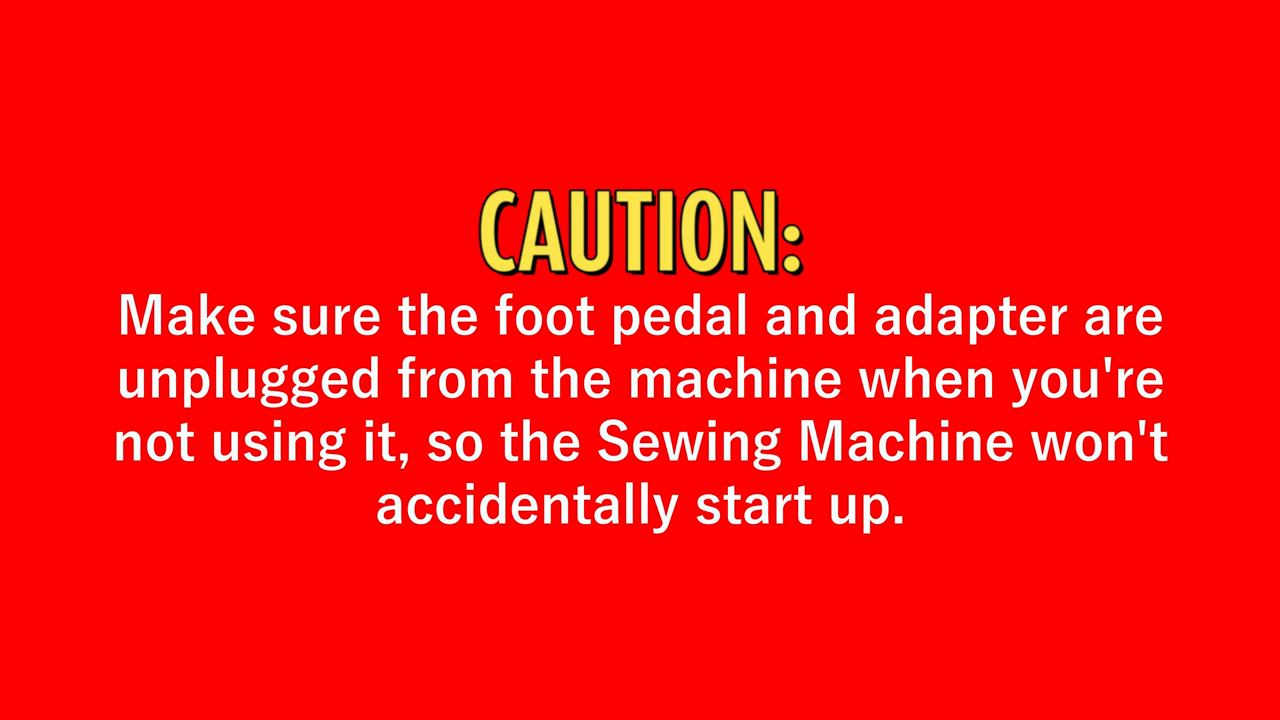 CAUTION:
Make sure the foot pedal and adapter are
unplugged from the machine when you're
not using it, so the Sewing Machine won't
accidentally start up.